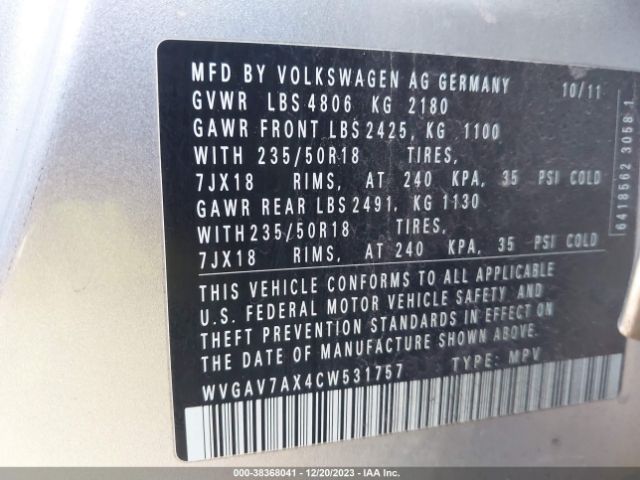 MFD BY VOLKSWAGEN AG GERMANY 10/11
GVWR LBS 4806 KG 2180
GAWR FRONT LBS 2425, KG 1100
WITH 235/50R18 TIRES,
7JX18 RIMS, AT 240 KPA, 35 PSI COLD
GAWR REAR LBS 2491, KG 1130
WITH 235/50R18 TIRES,
7JX18 RIMS, AT 240 KPA, 35 PSI COLD
THIS VEHICLE CONFORMS TO ALL APPLICABLE
U.S. FEDERAL MOTOR VEHICLE SAFETY AND
THEFT PREVENTION STANDARDS IN EFFECT ON
THE DATE OF MANUFACTURE SHOWN ABOVE.
WVGAV7AX4CW531757 TYPE: MPV
6418562 3058 1
000-38368041 - 12/20/2023 - IAAI.COM